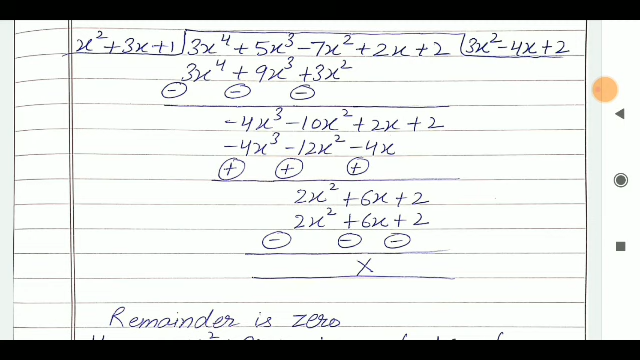 x² + 3x + 1 ) 3x⁴ + 5x³ - 7x² + 2x + 2 ( 3x² - 4x + 2
3x⁴ + 9x³ + 3x²
⊖ ⊖ ⊖
-4x³ - 10x² + 2x + 2
-4x³ - 12x² - 4x
⊕ ⊕ ⊕
2x² + 6x + 2
2x² + 6x + 2
⊖ ⊖ ⊖
X
Remainder is zero